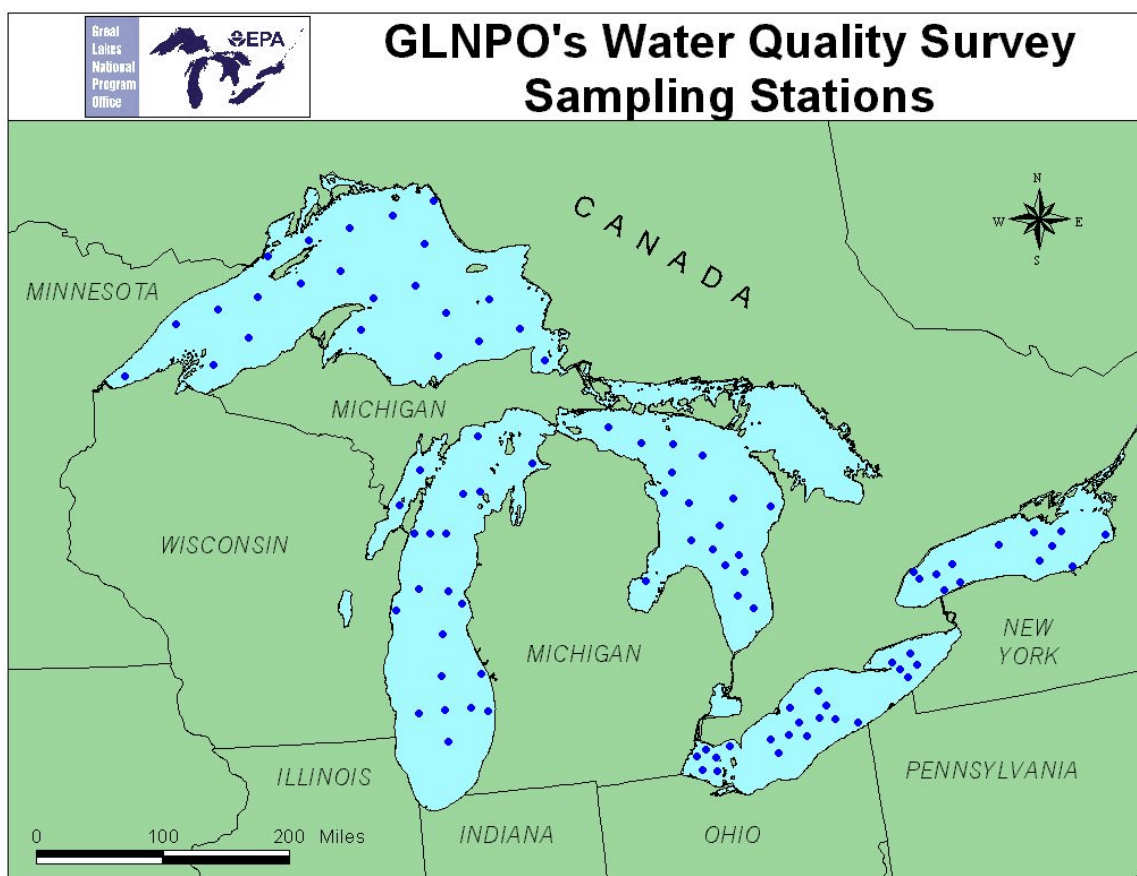 Great
Lakes
National
Program
Office
EPA
GLNPO's Water Quality Survey
Sampling Stations
N
W E
S
CANADA
MINNESOTA
MICHIGAN
WISCONSIN
MICHIGAN
NEW
YORK
ILLINOIS
PENNSYLVANIA
INDIANA
OHIO
0 100 200 Miles